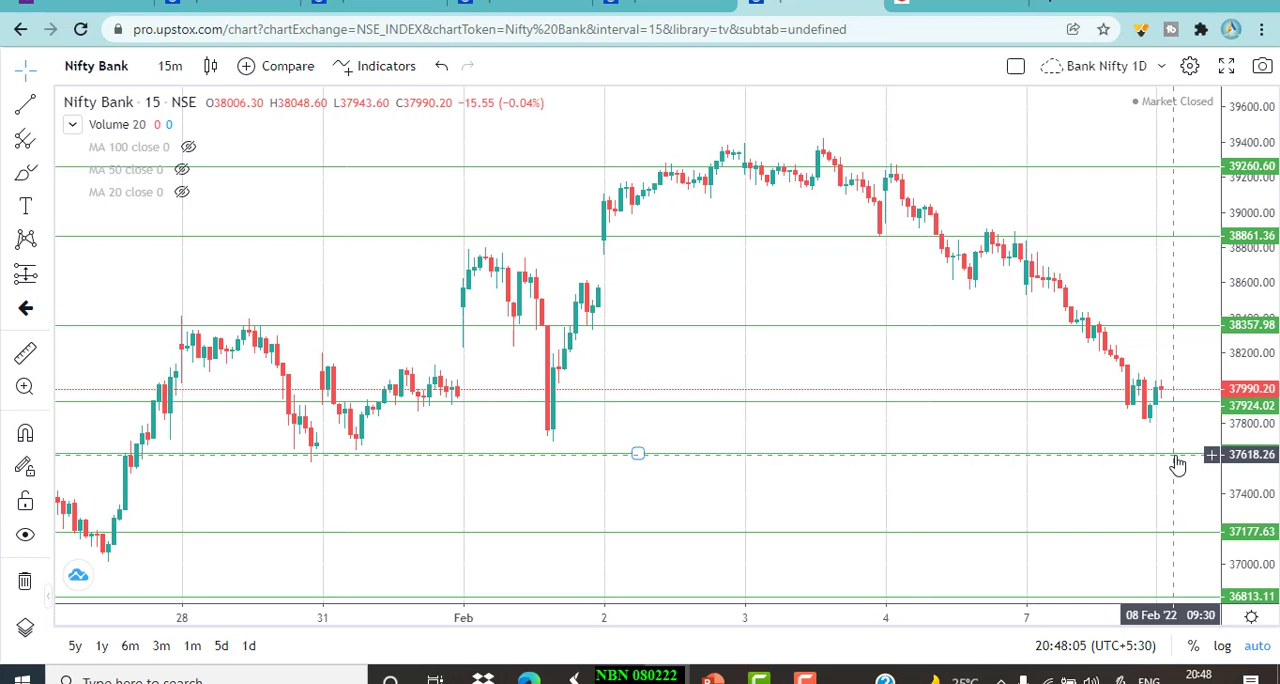 pro.upstox.com/chart?chartExchange=NSE_INDEX&chartToken=Nifty%20Bank&interval=15&library=tv&subtab=undefined
Nifty Bank 15m Compare Indicators Bank Nifty 1D
Nifty Bank · 15 · NSE O38006.30 H38048.60 L37943.60 C37990.20 −15.55 (−0.04%)
Market Closed
Volume 20 0 0
MA 100 close 0
MA 50 close 0
MA 20 close 0
39600.00
39400.00
39260.60
39200.00
39000.00
38861.36
38800.00
38600.00
38400.00
38357.98
38200.00
37990.20
37924.02
37800.00
37618.26
37400.00
37177.63
37000.00
36813.11
28 31 Feb 2 3 4 7 08 Feb '22 09:30
5y 1y 6m 3m 1m 5d 1d 20:48:05 (UTC+5:30) % log auto
Type here to search NBN 080222 25°C ENG 20:48